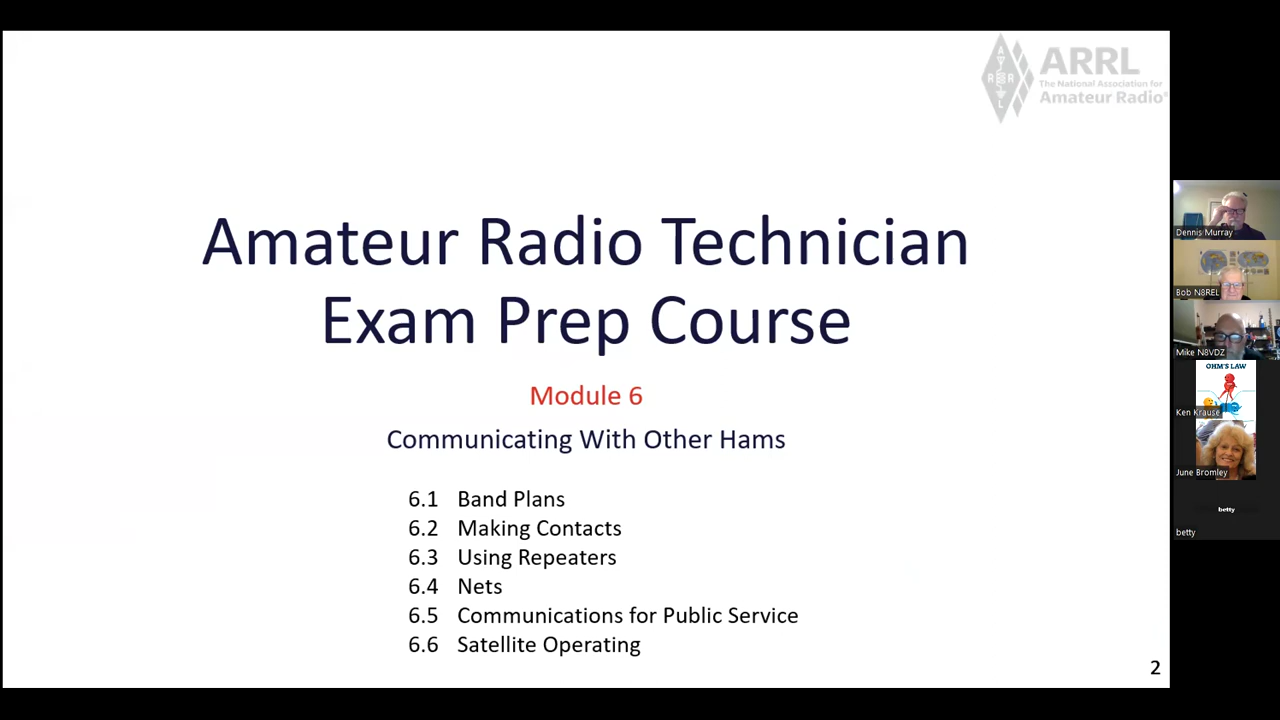 ARRL
The National Association for
Amateur Radio®
Amateur Radio Technician
Exam Prep Course
Module 6
Communicating With Other Hams
6.1 Band Plans
6.2 Making Contacts
6.3 Using Repeaters
6.4 Nets
6.5 Communications for Public Service
6.6 Satellite Operating
2
Dennis Murray
Bob N8REL
Mike N8VDZ
OHM'S LAW
Ken Krause
June Bromley
betty
betty